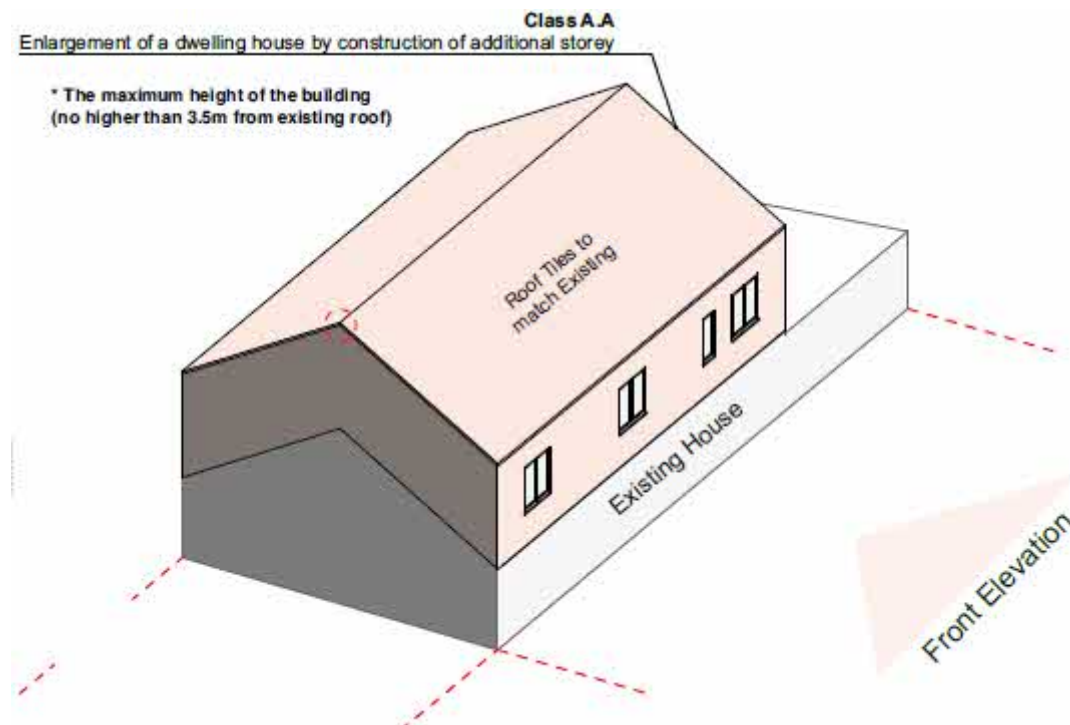 Class A.A
Enlargement of a dwelling house by construction of additional storey
* The maximum height of the building
(no higher than 3.5m from existing roof)
Roof Tiles to
match Existing
Existing House
Front Elevation